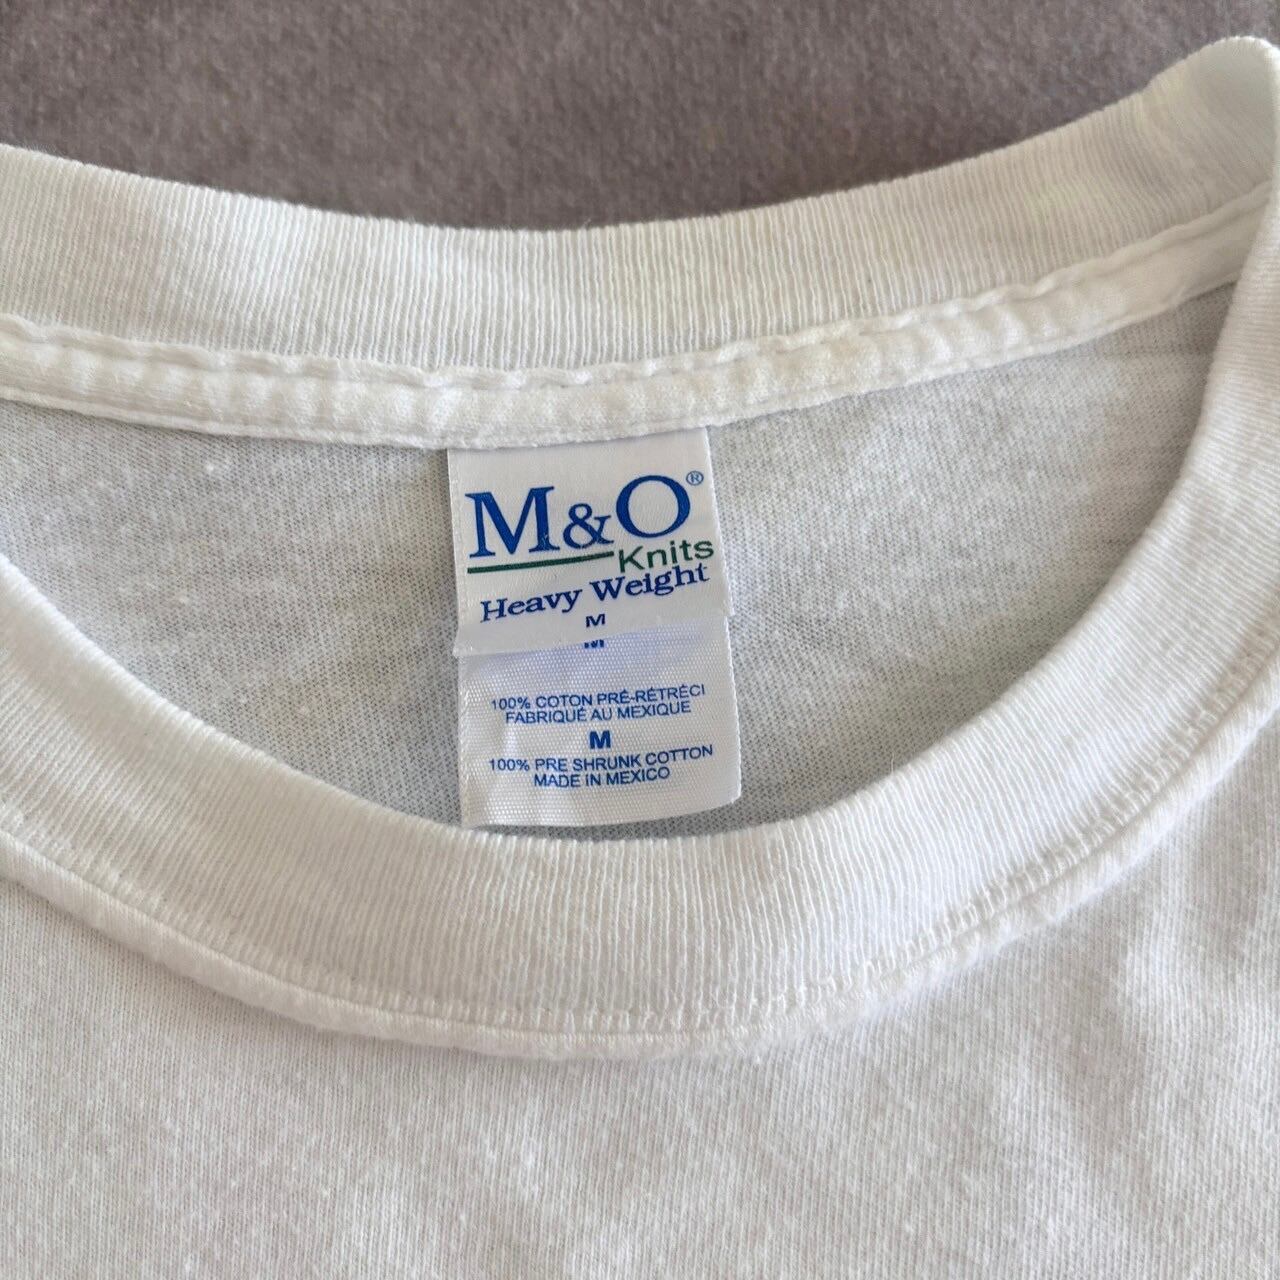 M&O®
Knits
Heavy Weight
M
M
100% COTON PRÉ-RÉTRÉCI
FABRIQUÉ AU MEXIQUE
M
100% PRE SHRUNK COTTON
MADE IN MEXICO